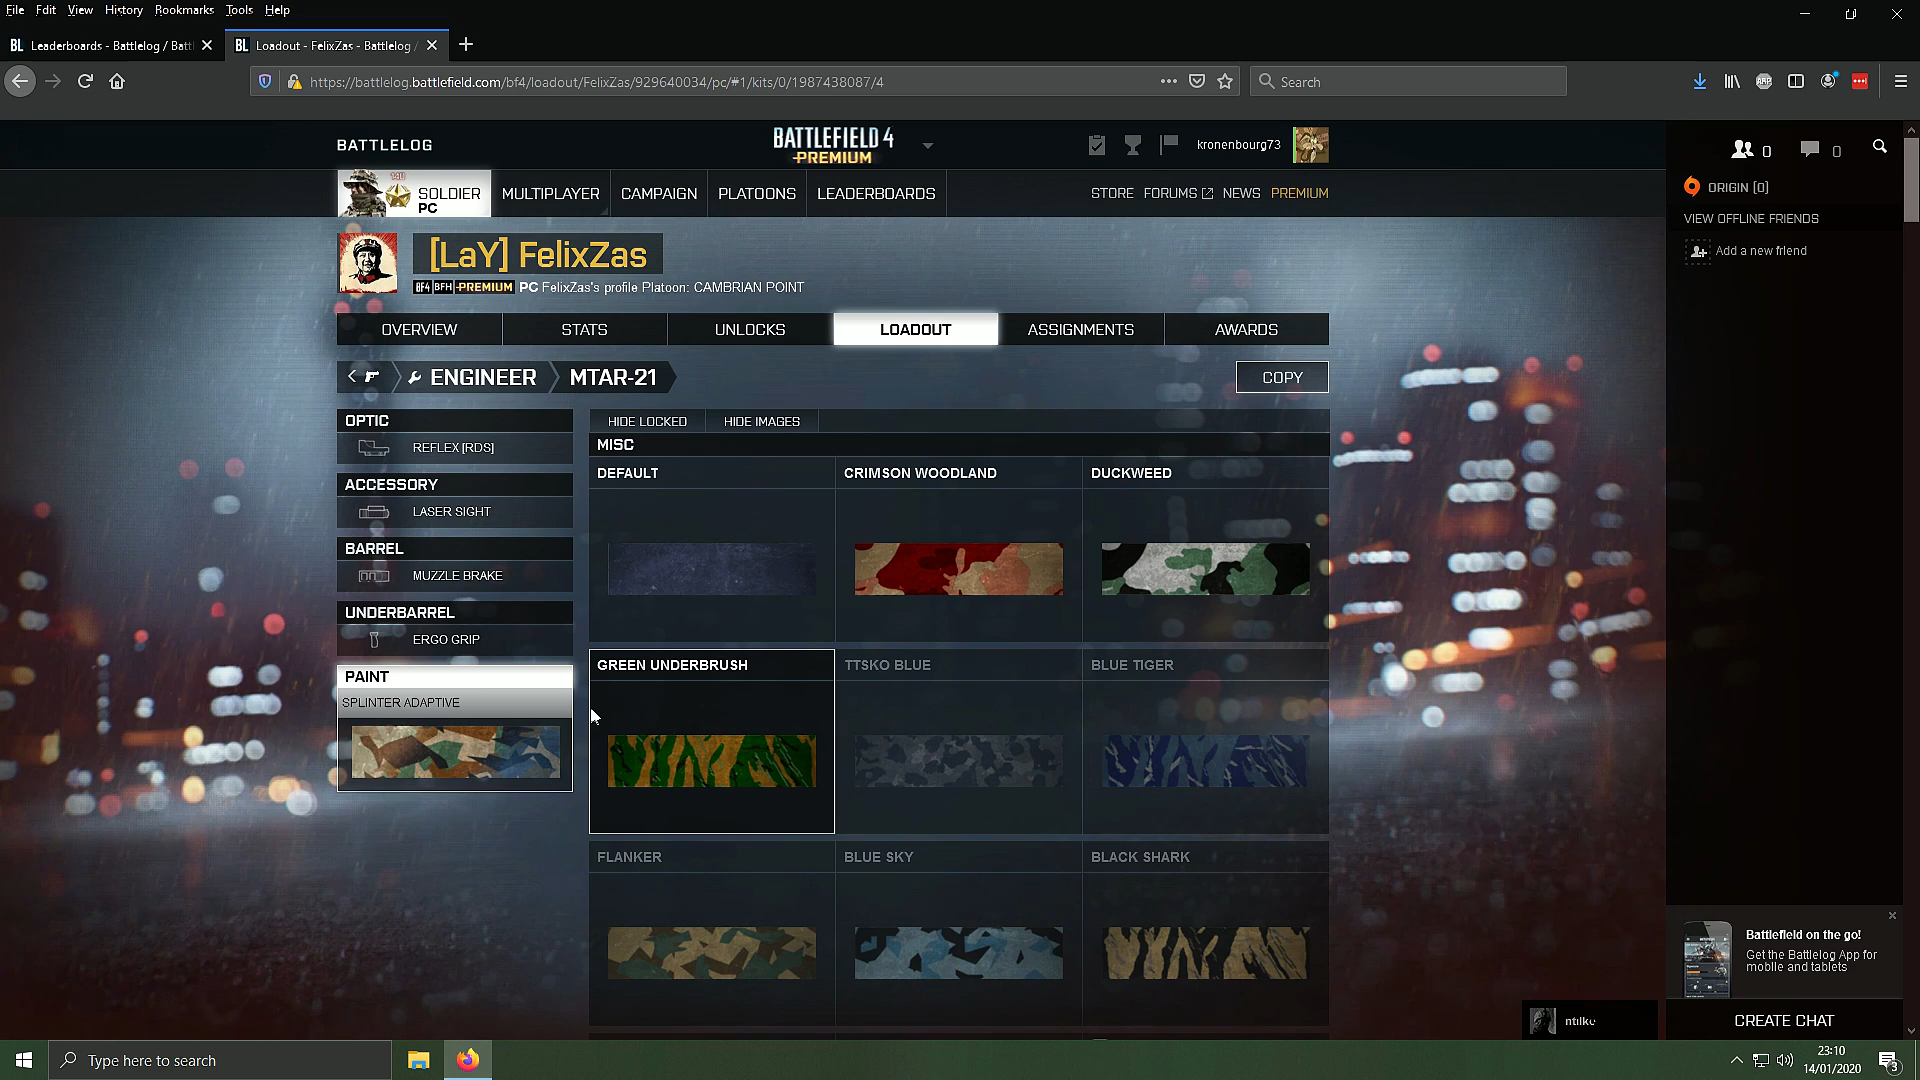 File Edit View History Bookmarks Tools Help
BL Leaderboards - Battlelog / Batt
BL Loadout - FelixZas - Battlelog /
https://battlelog.battlefield.com/bf4/loadout/FelixZas/929640034/pc/#1/kits/0/1987438087/4
Search
BATTLELOG
BATTLEFIELD 4
PREMIUM
kronenbourg73
0
0
140
SOLDIER
PC
MULTIPLAYER
CAMPAIGN
PLATOONS
LEADERBOARDS
STORE FORUMS NEWS PREMIUM
ORIGIN [0]
VIEW OFFLINE FRIENDS
Add a new friend
[LaY] FelixZas
BF4 BFH PREMIUM PC FelixZas's profile Platoon: CAMBRIAN POINT
OVERVIEW STATS UNLOCKS LOADOUT ASSIGNMENTS AWARDS
ENGINEER MTAR-21
COPY
OPTIC
REFLEX [RDS]
ACCESSORY
LASER SIGHT
BARREL
MUZZLE BRAKE
UNDERBARREL
ERGO GRIP
PAINT
SPLINTER ADAPTIVE
HIDE LOCKED HIDE IMAGES
MISC
DEFAULT CRIMSON WOODLAND DUCKWEED
GREEN UNDERBRUSH TTSKO BLUE BLUE TIGER
FLANKER BLUE SKY BLACK SHARK
Battlefield on the go!
Get the Battlelog App for
mobile and tablets
ntilke
CREATE CHAT
Type here to search
23:10
14/01/2020
3